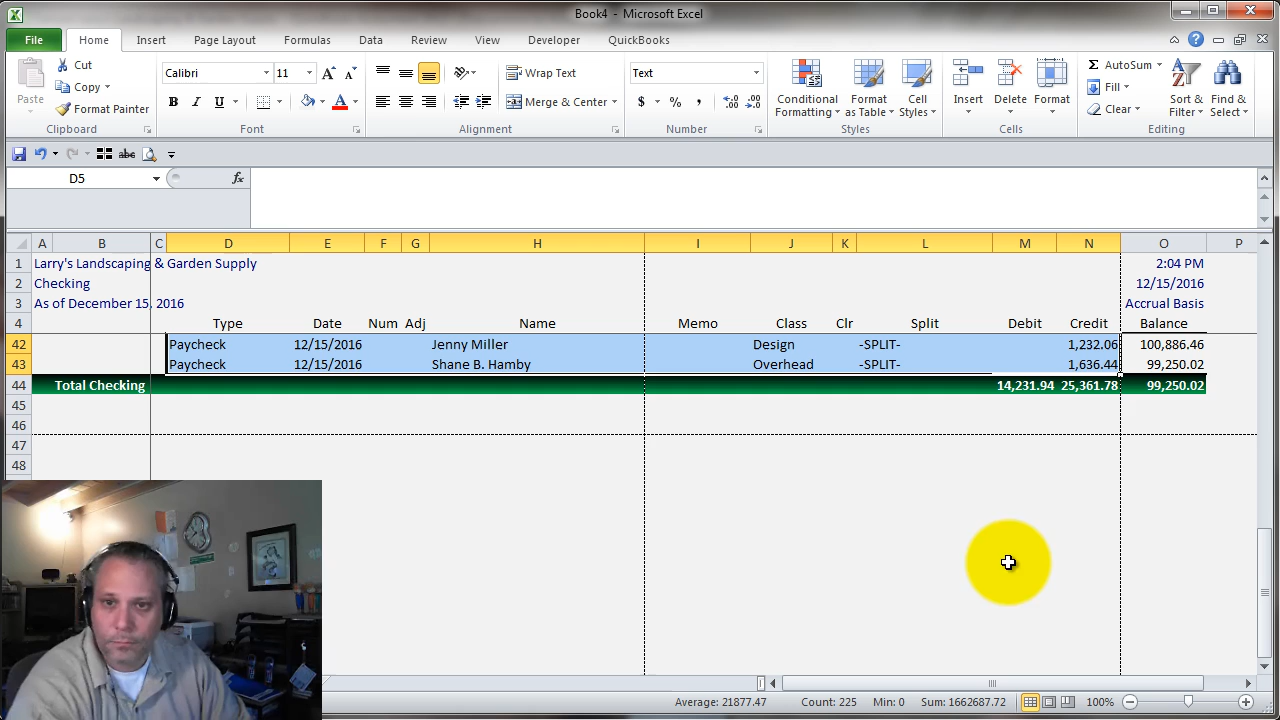 Book4 - Microsoft Excel
File Home Insert Page Layout Formulas Data Review View Developer QuickBooks
Paste Cut Copy Format Painter Clipboard
Calibri 11 B I U A Font
Wrap Text Merge & Center Alignment
Text $ % , Number
Conditional Formatting Format as Table Cell Styles Styles
Insert Delete Format Cells
Σ AutoSum Fill Clear Sort & Filter Find & Select Editing
abc
D5 fx
A B C D E F G H I J K L M N O P
1 Larry's Landscaping & Garden Supply 2:04 PM
2 Checking 12/15/2016
3 As of December 15, 2016 Accrual Basis
4 Type Date Num Adj Name Memo Class Clr Split Debit Credit Balance
42 Paycheck 12/15/2016 Jenny Miller Design -SPLIT- 1,232.06 100,886.46
43 Paycheck 12/15/2016 Shane B. Hamby Overhead -SPLIT- 1,636.44 99,250.02
44 Total Checking 14,231.94 25,361.78 99,250.02
45
46
47
48
Average: 21877.47 Count: 225 Min: 0 Sum: 1662687.72 100%